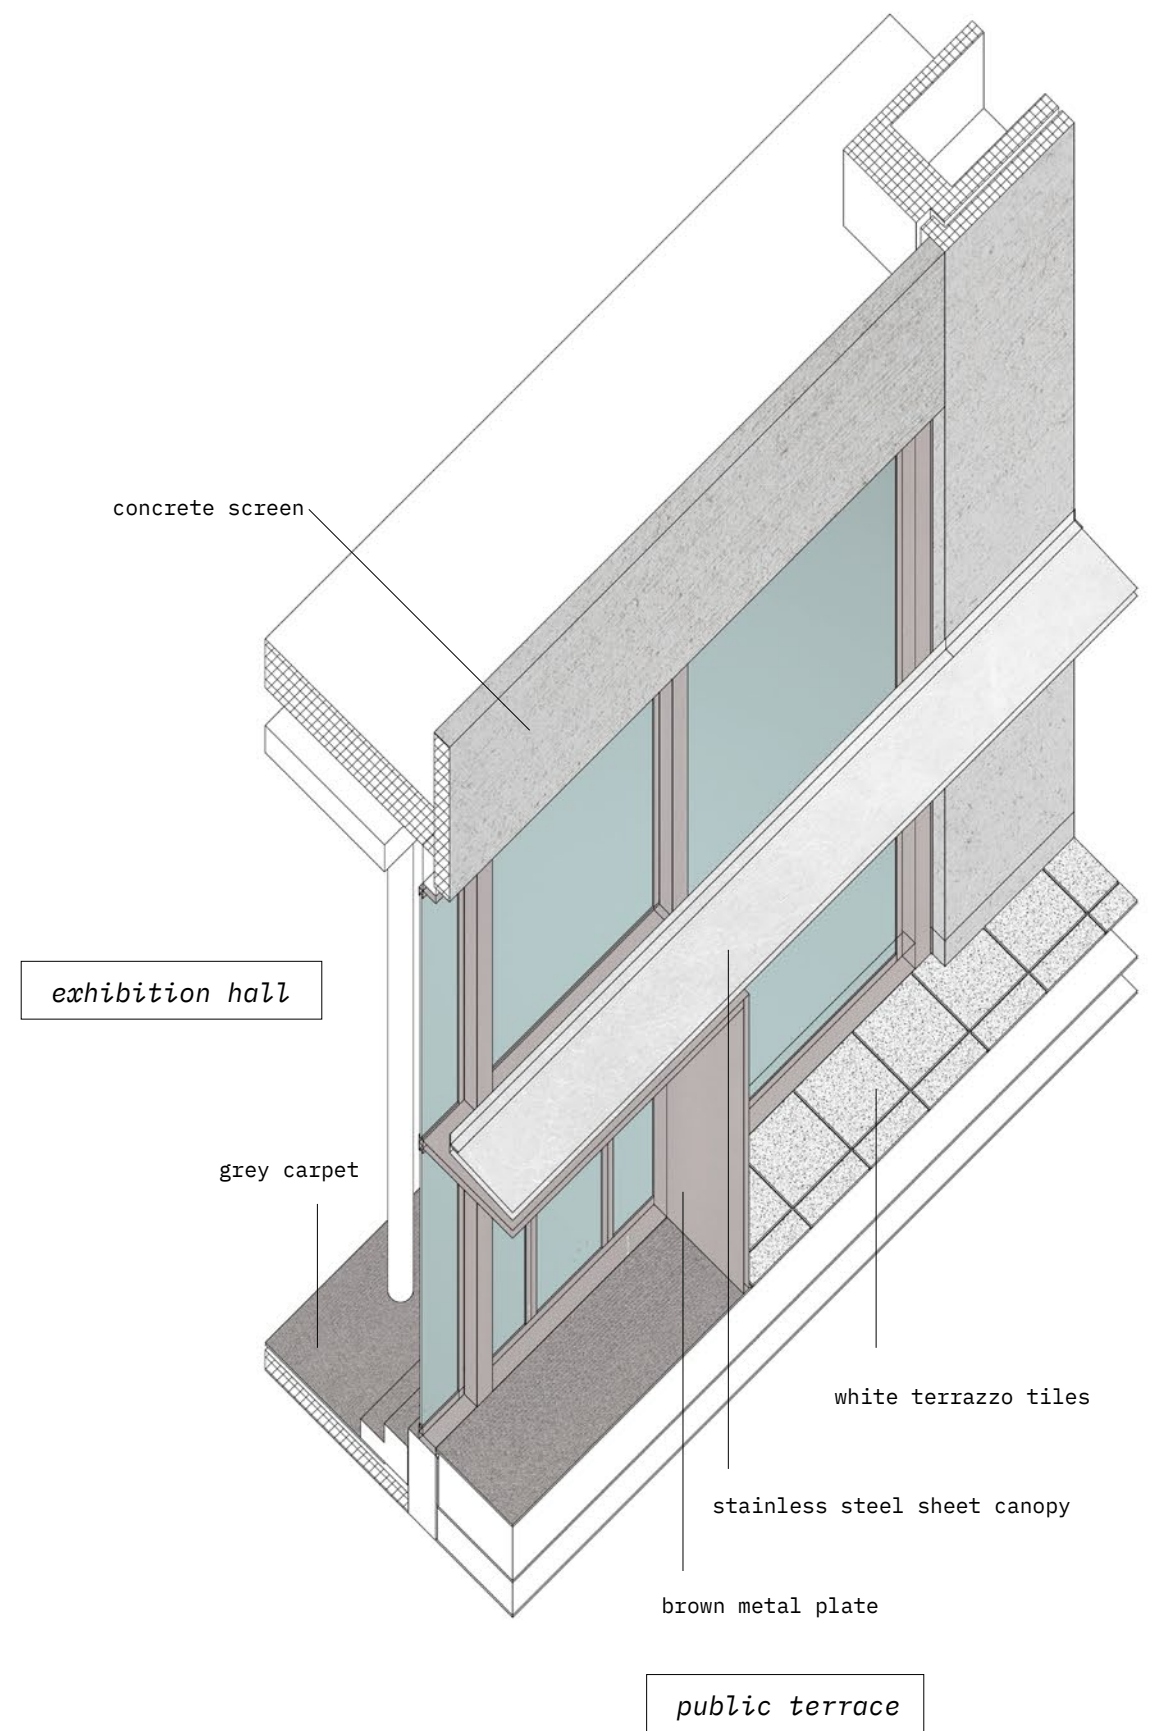 concrete screen
exhibition hall
grey carpet
white terrazzo tiles
stainless steel sheet canopy
brown metal plate
public terrace